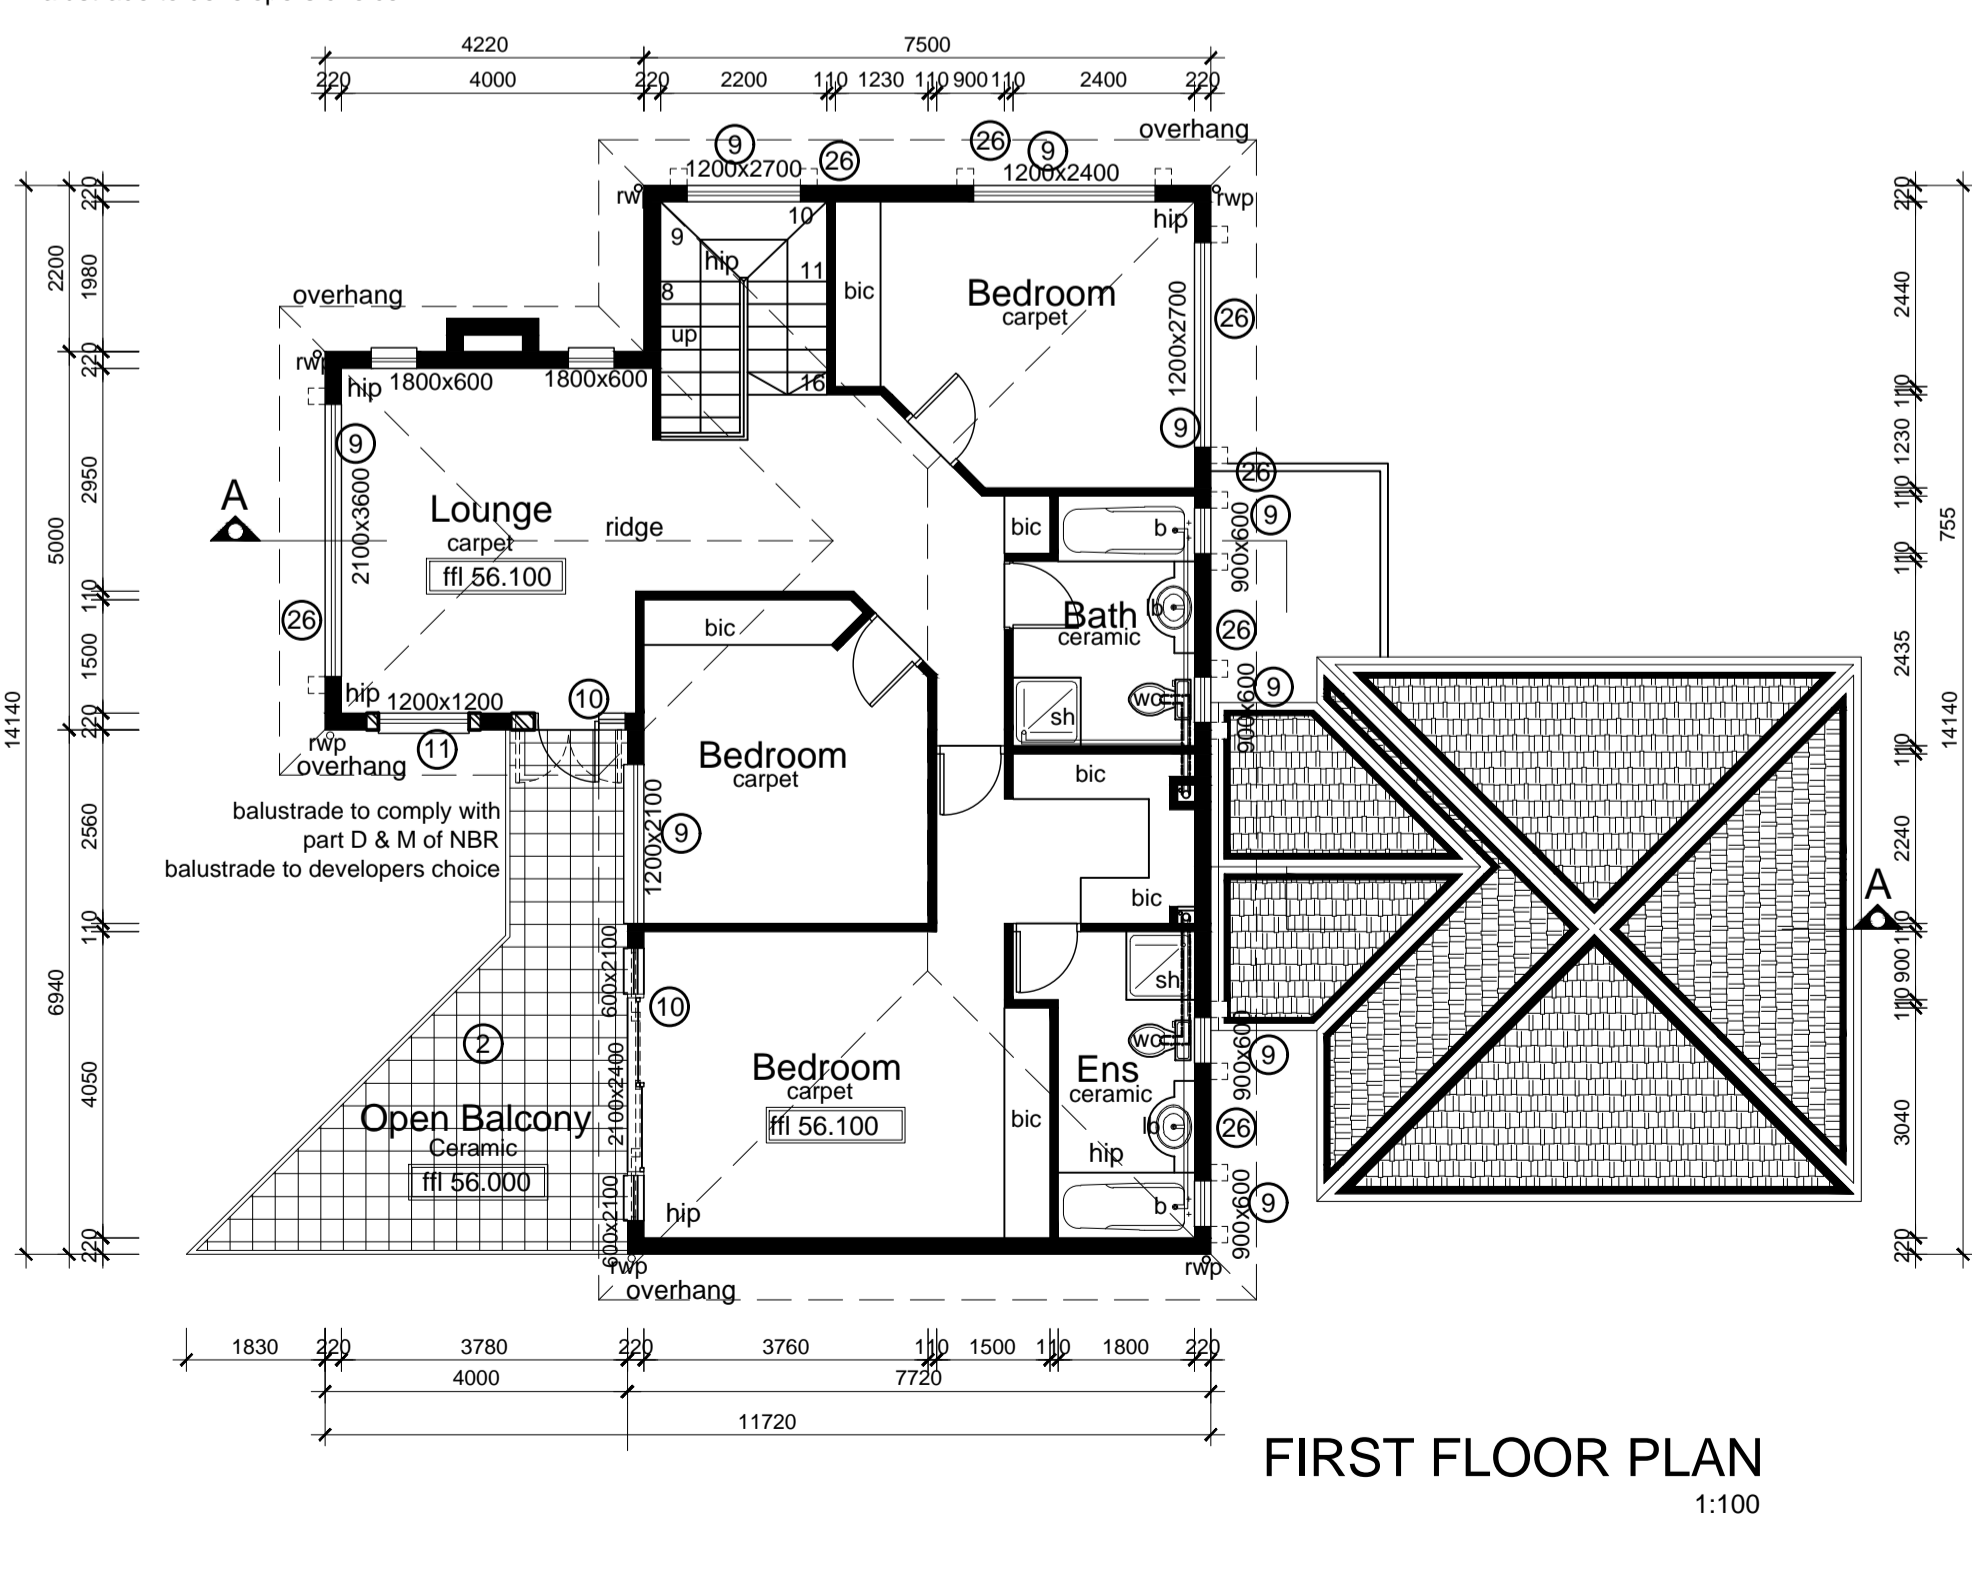 4220 7500
220 4000 220 2200 110 1230 110 900 110 2400 220
overhang
9 26 26 9
1200x2700 1200x2400
rwp
hip
10
9
hip
11
8
up
16
bic
Bedroom
carpet
1200x2700
26
9
overhang
rwp
hip
1800x600 1800x600
9
2100x3600
26
A
Lounge
carpet
ffl 56.100
ridge
26
9
bic
b
900x600
Bath
ceramic
lb
26
9
900x600
wc
sh
bic
hip
1200x1200
10
11
rwp
overhang
balustrade to comply with
part D & M of NBR
balustrade to developers choice
Bedroom
carpet
1200x2100
9
bic
bic
A
600x2100
10
2
2100x2400
Open Balcony
Ceramic
ffl 56.000
600x2100
Bedroom
carpet
ffl 56.100
hip
bic
sh
wc
Ens
ceramic
lb
hip
b
900x600
9
26
900x600
9
rwp
rwp
overhang
14140
2200
5000
6940
220
1980
220
2950
110
1500
220
2560
110
4050
220
220
2440
110
1230
110
110
2435
110
2240
110
900
110
3040
220
755
14140
1830 220 3780 220 3760 110 1500 110 1800 220
4000 7720
11720
FIRST FLOOR PLAN
1:100